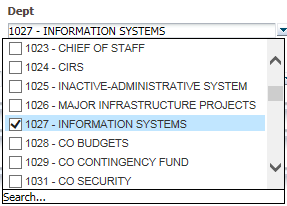 Dept
1027 - INFORMATION SYSTEMS
1023 - CHIEF OF STAFF
1024 - CIRS
1025 - INACTIVE-ADMINISTRATIVE SYSTEM
1026 - MAJOR INFRASTRUCTURE PROJECTS
1027 - INFORMATION SYSTEMS
1028 - CO BUDGETS
1029 - CO CONTINGENCY FUND
1031 - CO SECURITY
Search...